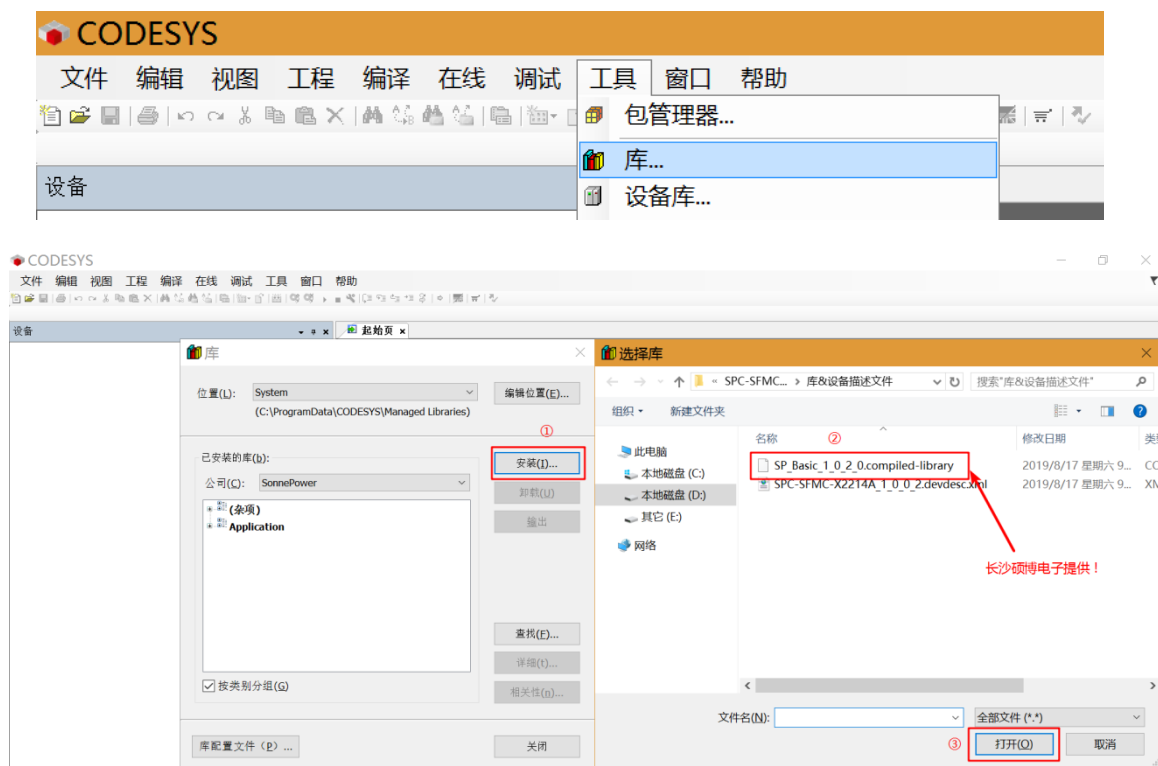 CODESYS
文件 编辑 视图 工程 编译 在线 调试 工具 窗口 帮助
包管理器...
库...
设备库...
设备
CODESYS
文件 编辑 视图 工程 编译 在线 调试 工具 窗口 帮助
设备
起始页
库
位置(L): System 编辑位置(E)...
(C:\ProgramData\CODESYS\Managed Libraries)
①
已安装的库(b):
安装(I)...
公司(C): SonnePower
卸载(U)
(杂项)
Application
输出
查找(F)...
详细(t)...
按类别分组(G)
相关性(n)...
库配置文件 (P) ...
关闭
选择库
« SPC-SFMC... › 库&设备描述文件
搜索"库&设备描述文件"
组织 新建文件夹
名称 ② 修改日期 类
此电脑
本地磁盘 (C:)
本地磁盘 (D:)
其它 (E:)
网络
SP_Basic_1_0_2_0.compiled-library 2019/8/17 星期六 9... CC
SPC-SFMC-X2214A_1_0_0_2.devdesc.xml 2019/8/17 星期六 9... XM
长沙硕博电子提供！
文件名(N): 全部文件 (*.*)
③ 打开(O) 取消